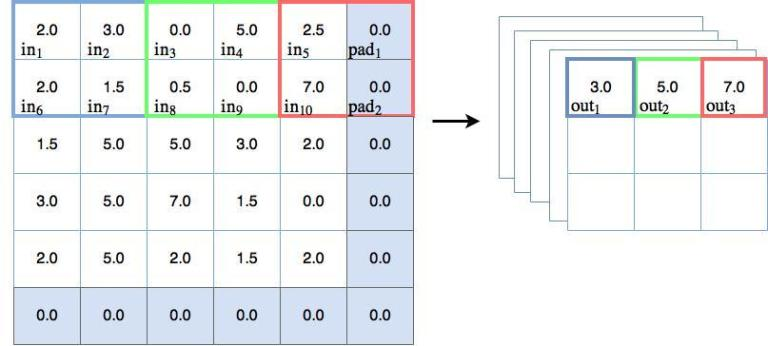 2.0 3.0 0.0 5.0 2.5 0.0
in1 in2 in3 in4 in5 pad1
2.0 1.5 0.5 0.0 7.0 0.0
in6 in7 in8 in9 in10 pad2
1.5 5.0 5.0 3.0 2.0 0.0
3.0 5.0 7.0 1.5 0.0 0.0
2.0 5.0 2.0 1.5 2.0 0.0
0.0 0.0 0.0 0.0 0.0 0.0
3.0 5.0 7.0
out1 out2 out3